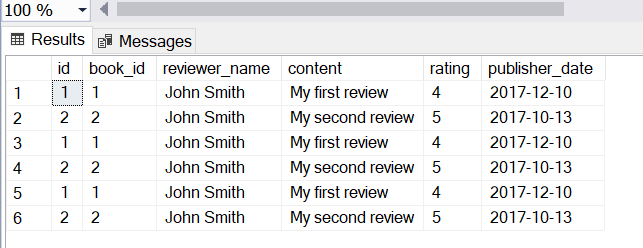 100 %
Results Messages
id book_id reviewer_name content rating publisher_date
1 1 1 John Smith My first review 4 2017-12-10
2 2 2 John Smith My second review 5 2017-10-13
3 1 1 John Smith My first review 4 2017-12-10
4 2 2 John Smith My second review 5 2017-10-13
5 1 1 John Smith My first review 4 2017-12-10
6 2 2 John Smith My second review 5 2017-10-13